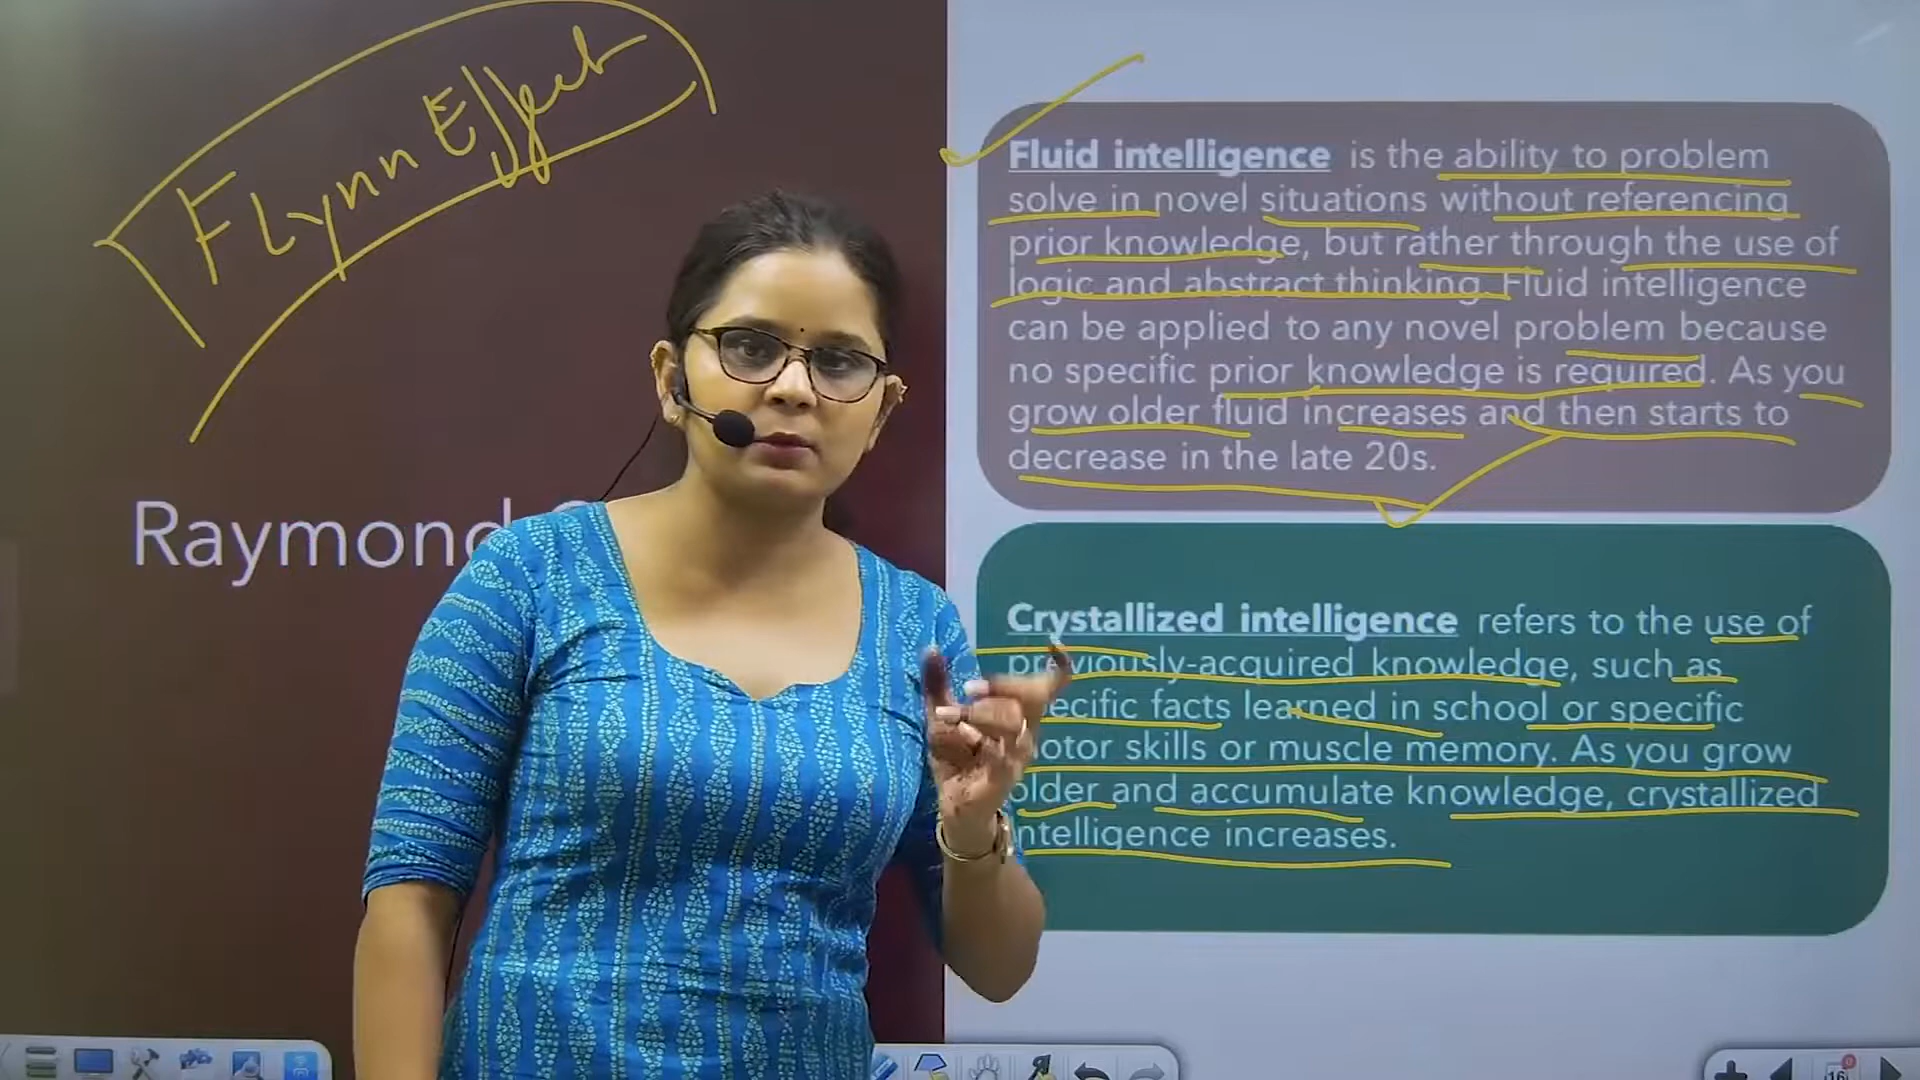 FLynn Effect
Raymond
Fluid intelligence is the ability to problem
solve in novel situations without referencing
prior knowledge, but rather through the use of
logic and abstract thinking. Fluid intelligence
can be applied to any novel problem because
no specific prior knowledge is required. As you
grow older fluid increases and then starts to
decrease in the late 20s.
Crystallized intelligence refers to the use of
previously-acquired knowledge, such as
facts learned in school or specific
skills or muscle memory. As you grow
older and accumulate knowledge, crystallized
intelligence increases.
16